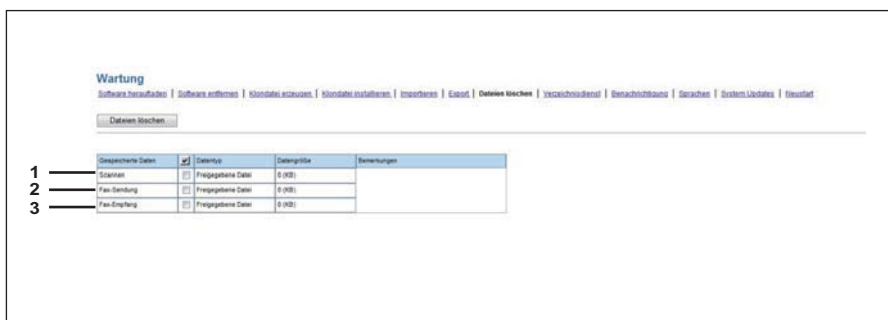 Wartung
Software heraufladen | Software entfernen | Klondatei erzeugen | Klondatei installieren | Importieren | Export | Dateien löschen | Verzeichnisdienst | Benachrichtigung | Sprachen | System Updates | Neustart
Dateien löschen
Gespeicherte Daten Datentyp Datengröße Bemerkungen
1 Scannen Freigegebene Datei 0 (KB)
2 Fax-Sendung Freigegebene Datei 0 (KB)
3 Fax-Empfang Freigegebene Datei 0 (KB)